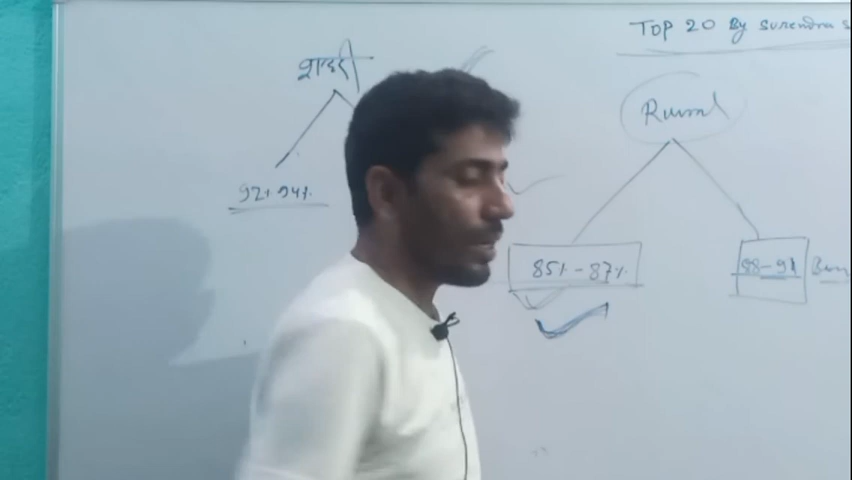 TOP 20 By Surendra S
शहरी
Rural
92% 94%
85% - 87%
88-91